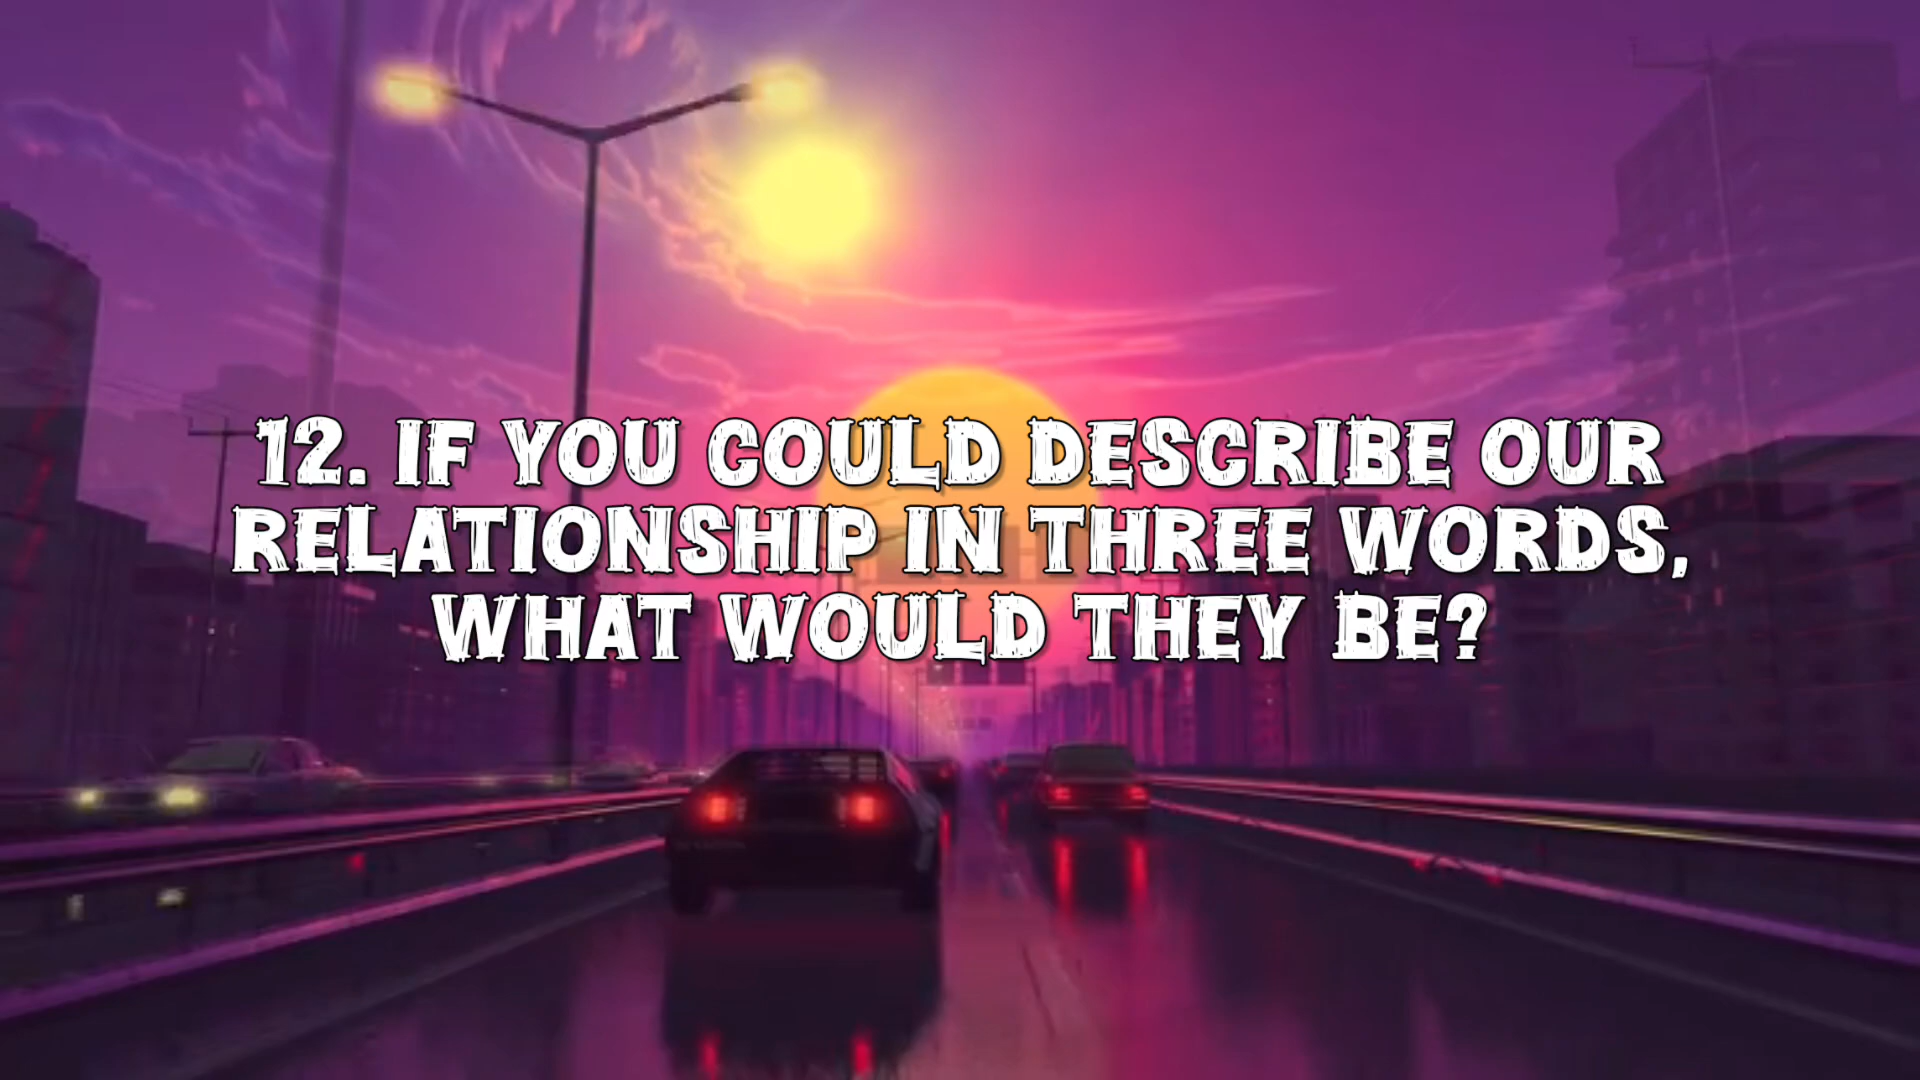 12. IF YOU COULD DESCRIBE OUR
RELATIONSHIP IN THREE WORDS,
WHAT WOULD THEY BE?